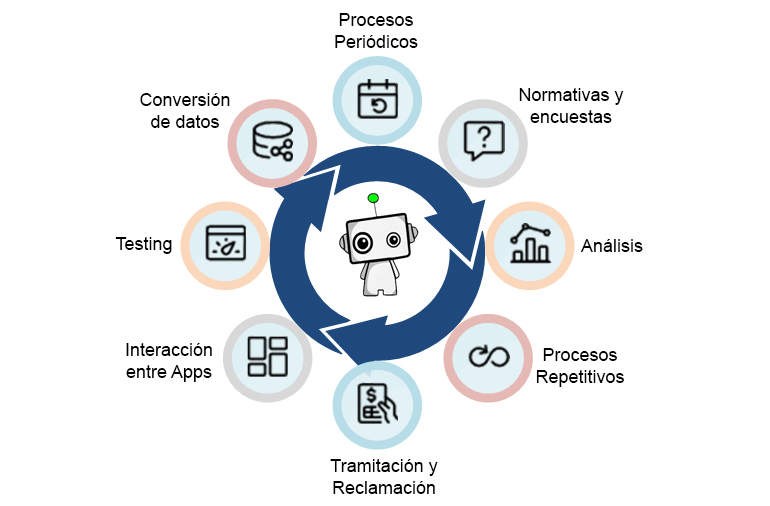 Procesos
Periódicos
Normativas y
encuestas
Análisis
Procesos
Repetitivos
Tramitación y
Reclamación
Interacción
entre Apps
Testing
Conversión
de datos
?
$